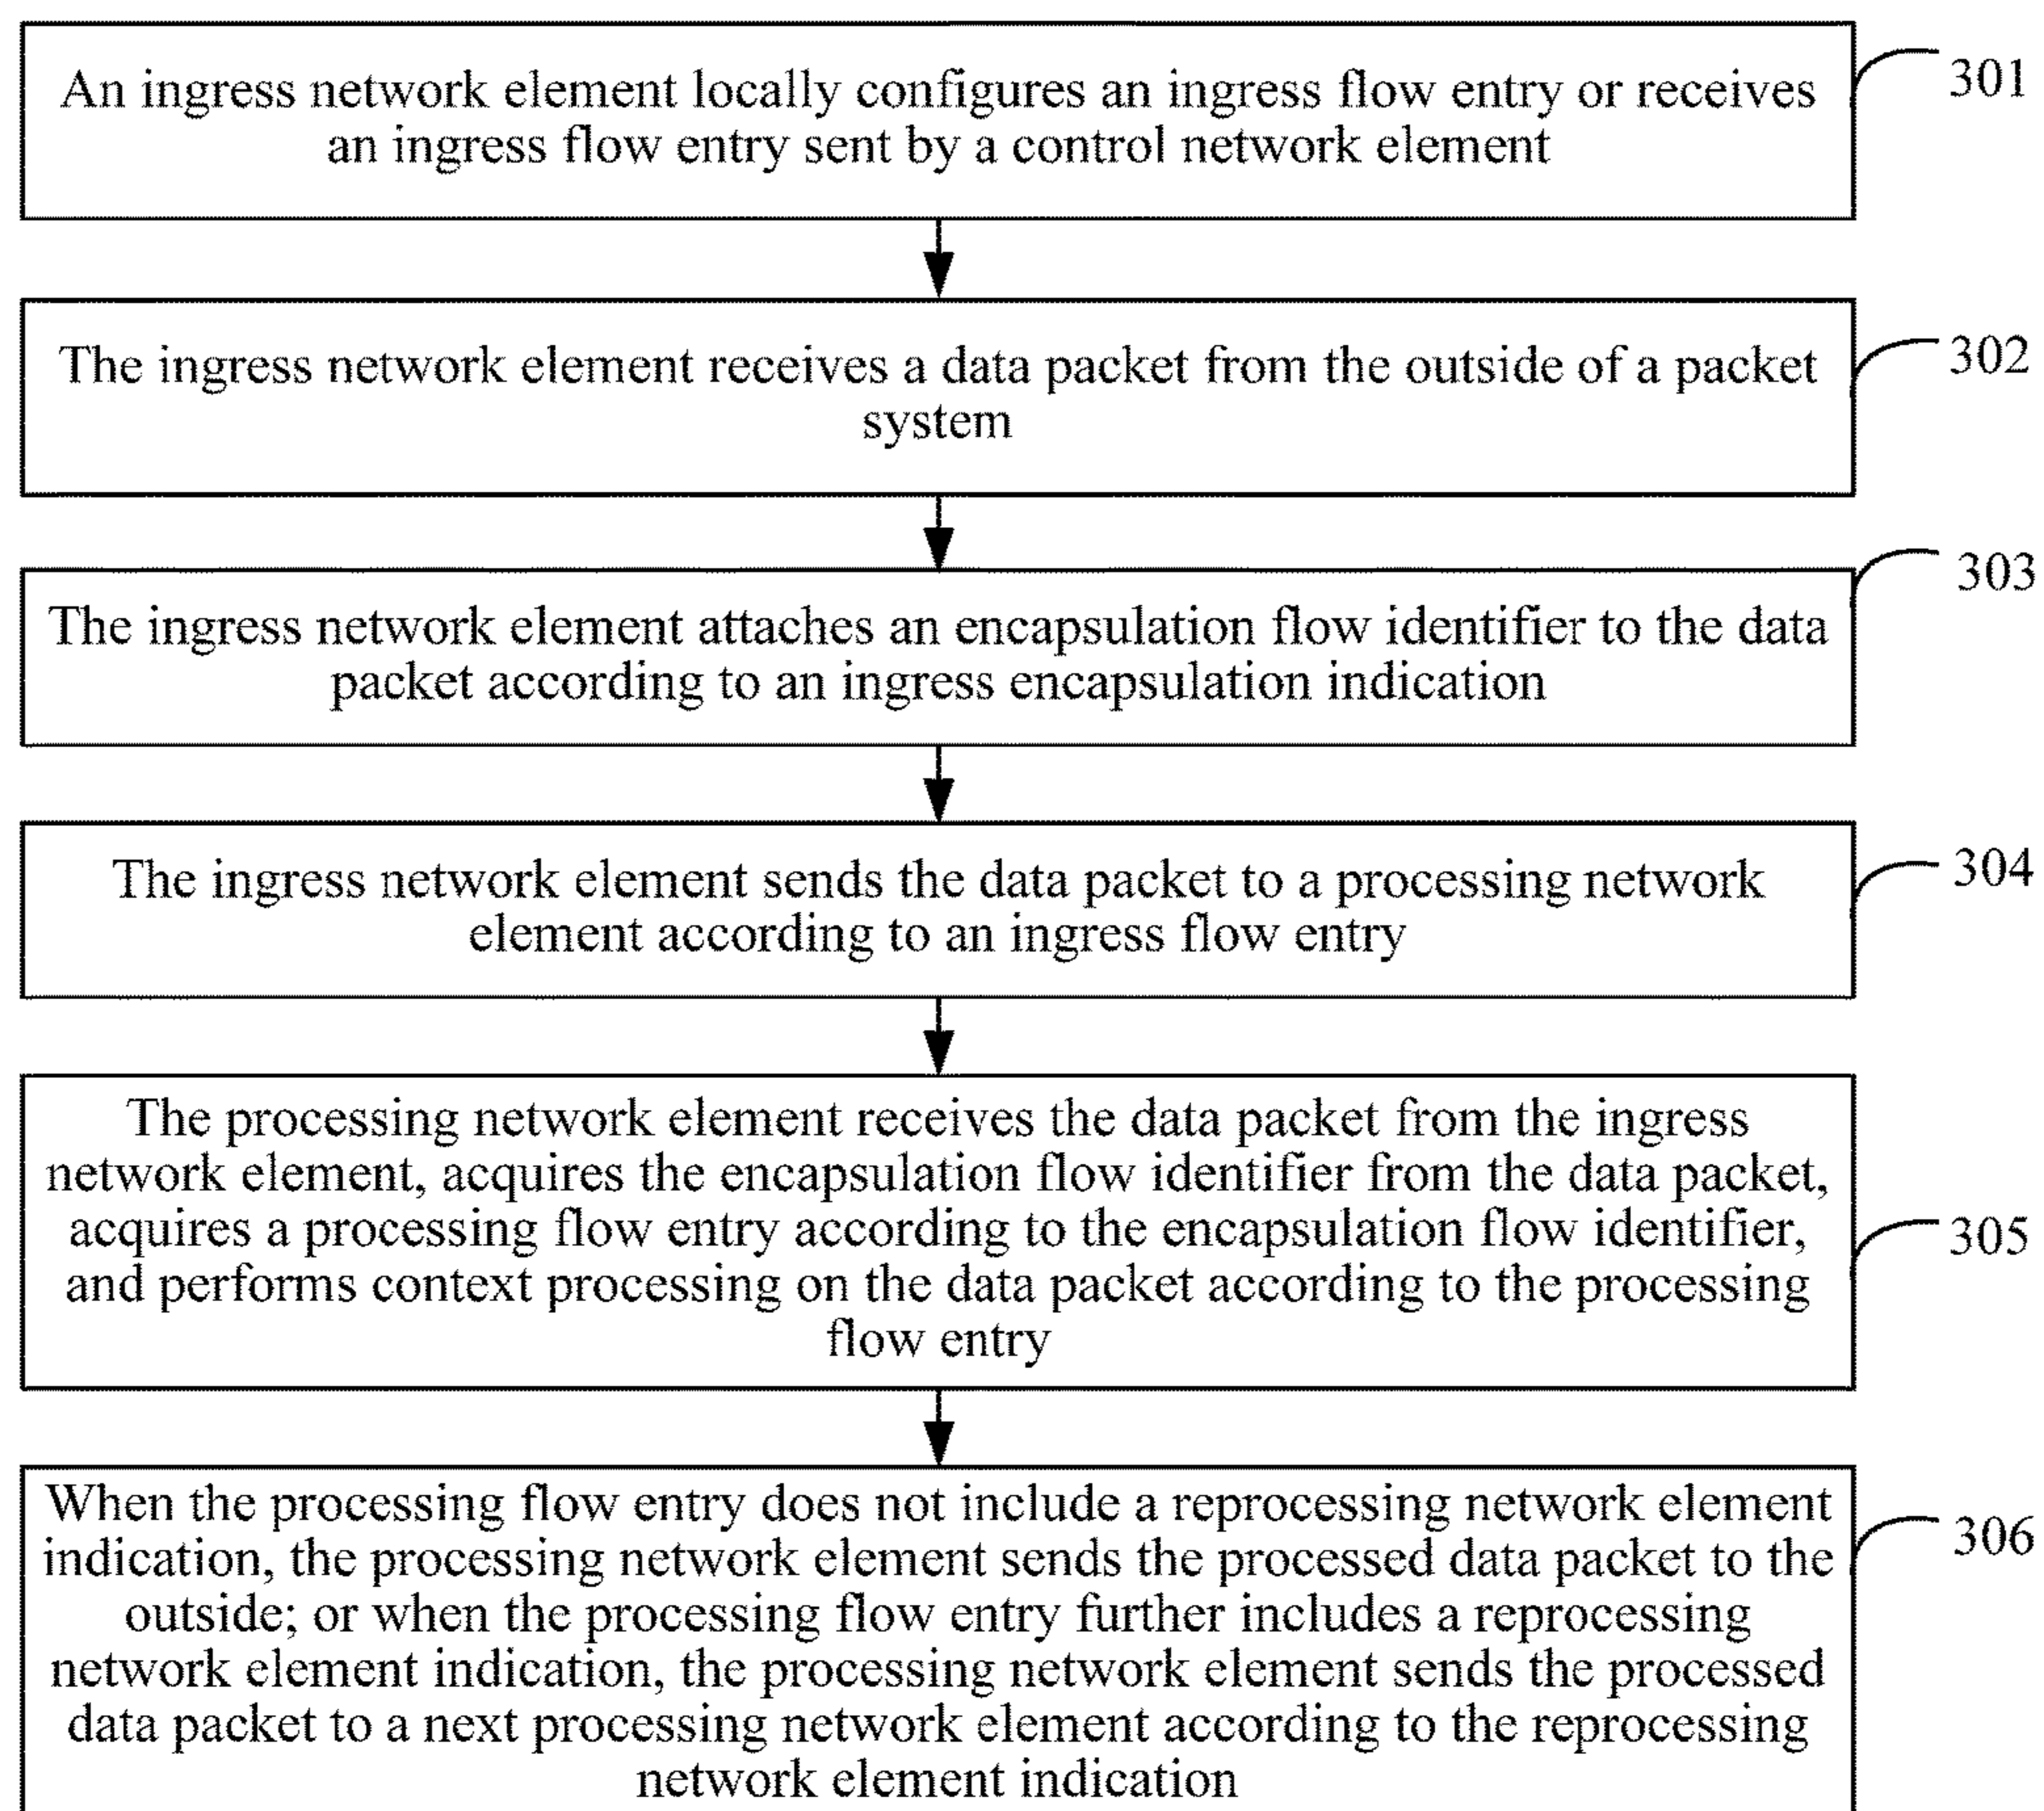 An ingress network element locally configures an ingress flow entry or receives
an ingress flow entry sent by a control network element
301
The ingress network element receives a data packet from the outside of a packet
system
302
The ingress network element attaches an encapsulation flow identifier to the data
packet according to an ingress encapsulation indication
303
The ingress network element sends the data packet to a processing network
element according to an ingress flow entry
304
The processing network element receives the data packet from the ingress
network element, acquires the encapsulation flow identifier from the data packet,
acquires a processing flow entry according to the encapsulation flow identifier,
and performs context processing on the data packet according to the processing
flow entry
305
When the processing flow entry does not include a reprocessing network element
indication, the processing network element sends the processed data packet to the
outside; or when the processing flow entry further includes a reprocessing
network element indication, the processing network element sends the processed
data packet to a next processing network element according to the reprocessing
network element indication
306